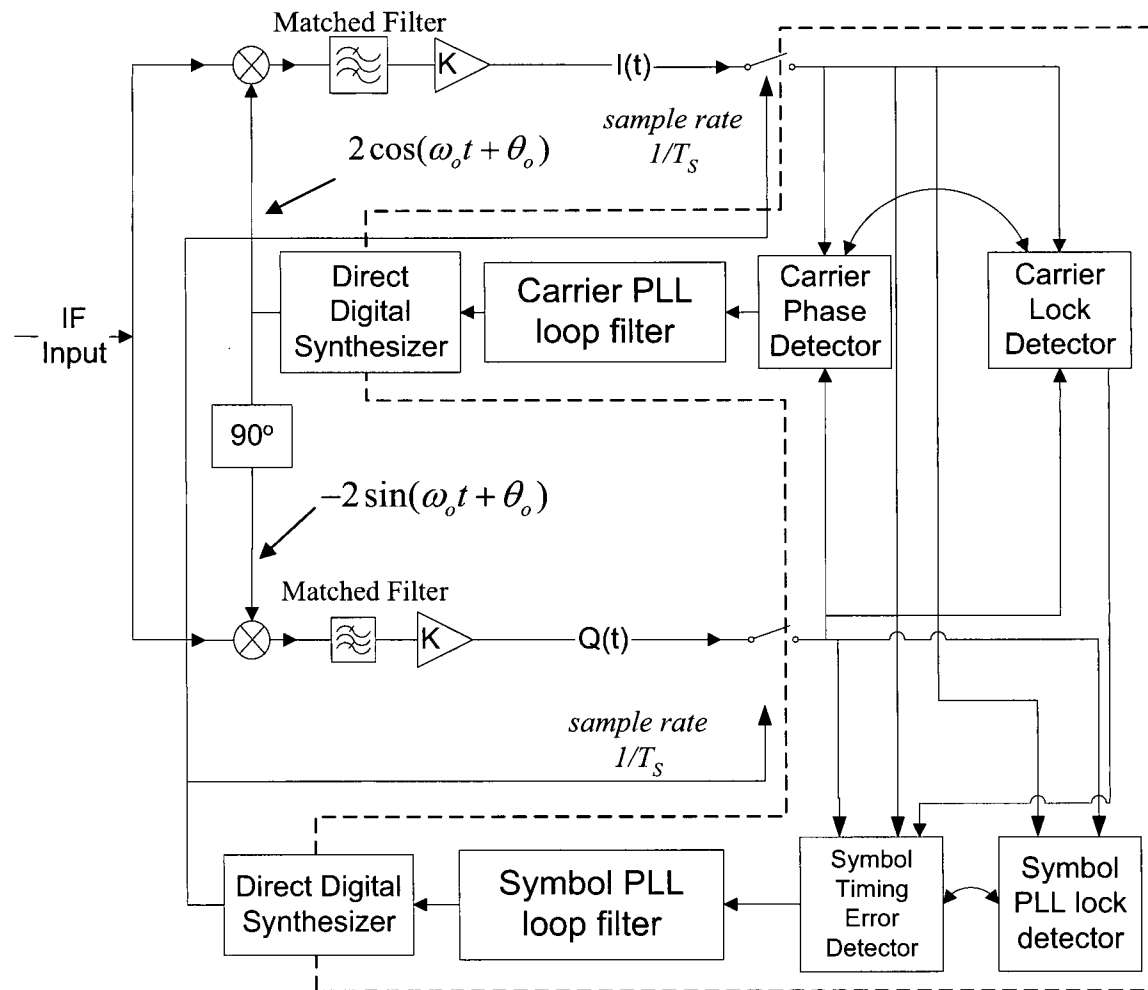 Matched Filter
K
I(t)
sample rate
1/T_S
2cos(ω_o t + θ_o)
IF
Input
Direct
Digital
Synthesizer
Carrier PLL
loop filter
Carrier
Phase
Detector
Carrier
Lock
Detector
90º
−2sin(ω_o t + θ_o)
Matched Filter
K
Q(t)
sample rate
1/T_S
Direct Digital
Synthesizer
Symbol PLL
loop filter
Symbol
Timing
Error
Detector
Symbol
PLL lock
detector